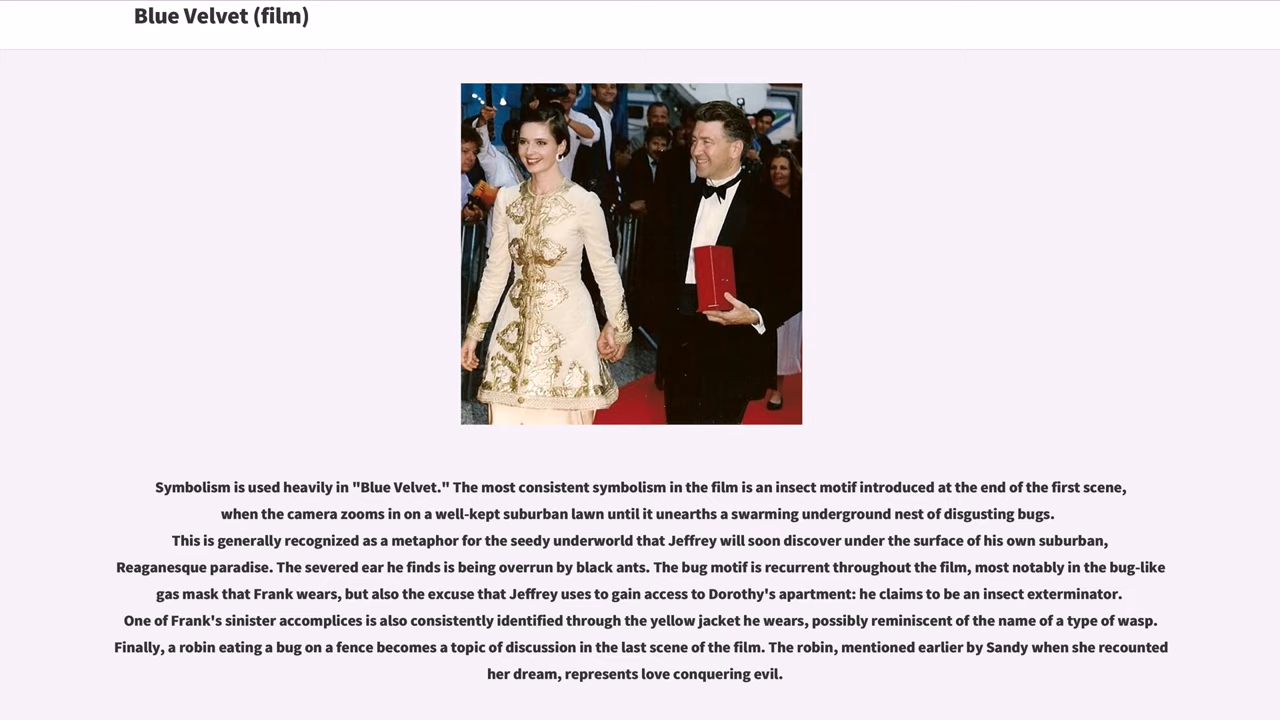 Blue Velvet (film)
Symbolism is used heavily in "Blue Velvet." The most consistent symbolism in the film is an insect motif introduced at the end of the first scene,
when the camera zooms in on a well-kept suburban lawn until it unearths a swarming underground nest of disgusting bugs.
This is generally recognized as a metaphor for the seedy underworld that Jeffrey will soon discover under the surface of his own suburban,
Reaganesque paradise. The severed ear he finds is being overrun by black ants. The bug motif is recurrent throughout the film, most notably in the bug-like
gas mask that Frank wears, but also the excuse that Jeffrey uses to gain access to Dorothy's apartment: he claims to be an insect exterminator.
One of Frank's sinister accomplices is also consistently identified through the yellow jacket he wears, possibly reminiscent of the name of a type of wasp.
Finally, a robin eating a bug on a fence becomes a topic of discussion in the last scene of the film. The robin, mentioned earlier by Sandy when she recounted
her dream, represents love conquering evil.